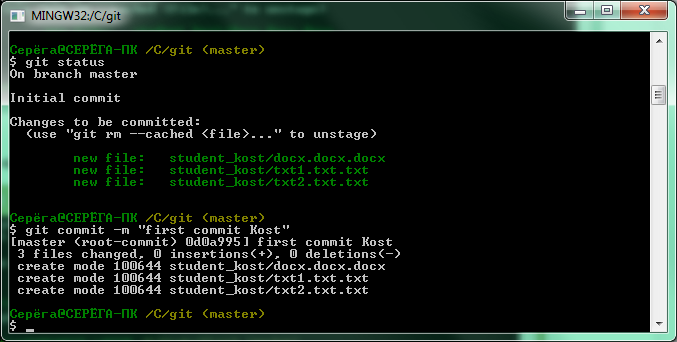 MINGW32:/C/git
Серёга@СЕРЁГА-ПК /C/git (master)
$ git status
On branch master
Initial commit
Changes to be committed:
(use "git rm --cached <file>..." to unstage)
new file: student_kost/docx.docx.docx
new file: student_kost/txt1.txt.txt
new file: student_kost/txt2.txt.txt
Серёга@СЕРЁГА-ПК /C/git (master)
$ git commit -m "first commit Kost"
[master (root-commit) 0d0a995] first commit Kost
3 files changed, 0 insertions(+), 0 deletions(-)
create mode 100644 student_kost/docx.docx.docx
create mode 100644 student_kost/txt1.txt.txt
create mode 100644 student_kost/txt2.txt.txt
Серёга@СЕРЁГА-ПК /C/git (master)
$